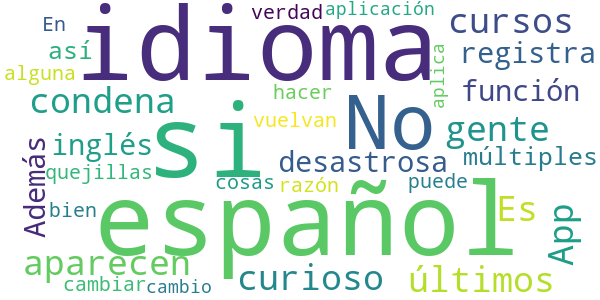 En
verdad
aplicación
idioma
cursos
así
registra
alguna
aplica
hacer
función
condena
si
No
vuelvan
gente
inglés
desastrosa
múltiples
Además
quejillas
cosas
razón
puede
español
Es
bien
App
aparecen
curioso
últimos
cambiar
cambio